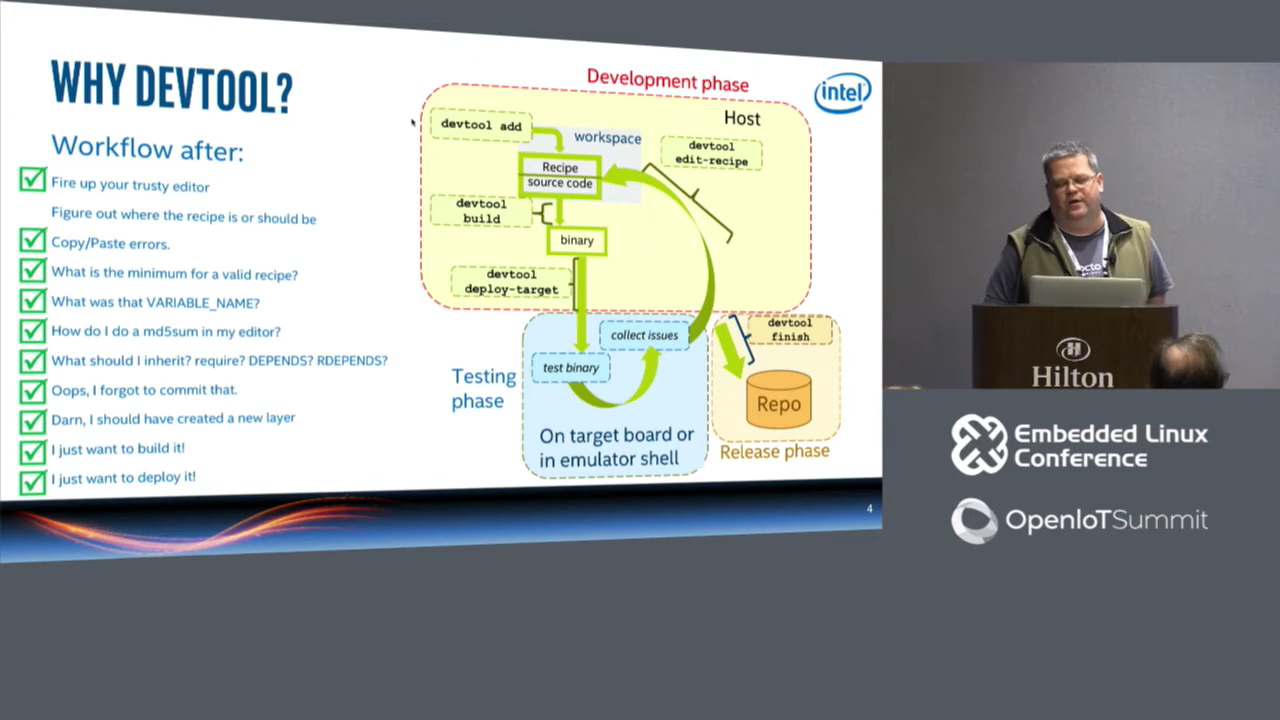 WHY DEVTOOL?
Workflow after:
Fire up your trusty editor
Figure out where the recipe is or should be
Copy/Paste errors.
What is the minimum for a valid recipe?
What was that VARIABLE_NAME?
How do I do a md5sum in my editor?
What should I inherit? require? DEPENDS? RDEPENDS?
Oops, I forgot to commit that.
Darn, I should have created a new layer
I just want to build it!
I just want to deploy it!
Development phase
intel
Host
devtool add
workspace
devtool
edit-recipe
Recipe
source code
devtool
build
binary
devtool
deploy-target
collect issues
test binary
Testing
phase
On target board or
in emulator shell
devtool
finish
Repo
Release phase
4
octo
Hilton
Embedded Linux
Conference
OpenIoTSummit